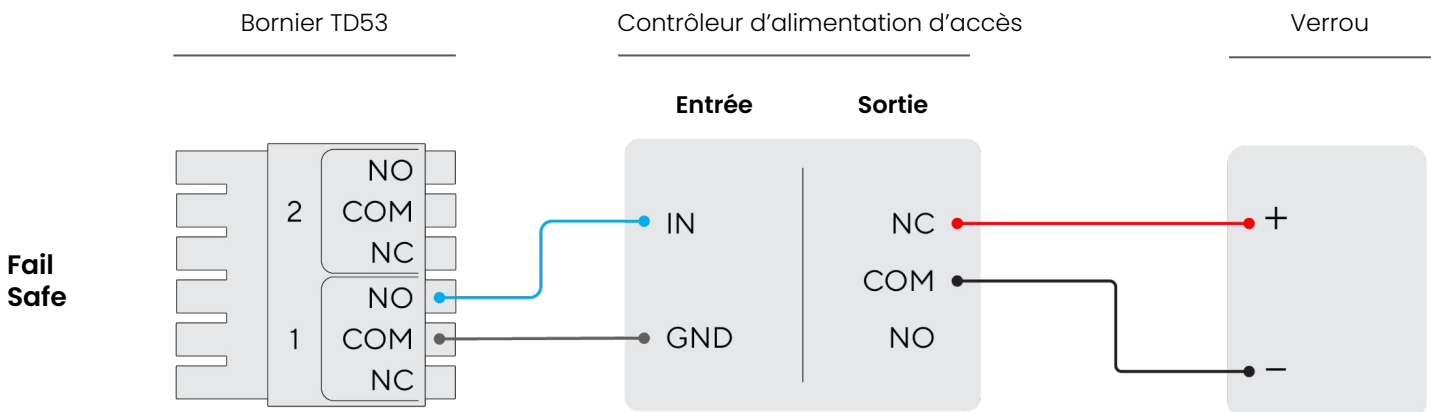 Bornier TD53
Contrôleur d’alimentation d’accès
Verrou
Entrée
Sortie
Fail
Safe
2
NO
COM
NC
1
NO
COM
NC
IN
GND
NC
COM
NO
+
−